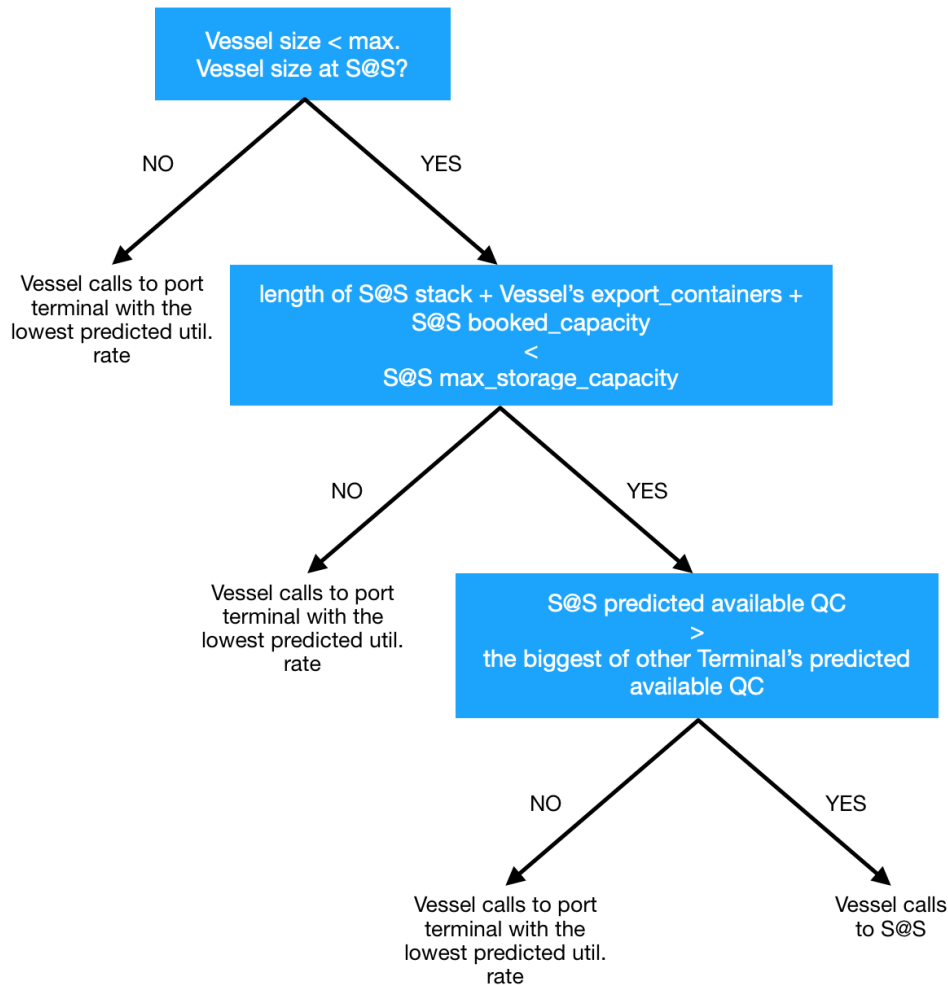 Vessel size < max.
Vessel size at S@S?
NO
YES
Vessel calls to port
terminal with the
lowest predicted util.
rate
length of S@S stack + Vessel's export_containers +
S@S booked_capacity
<
S@S max_storage_capacity
NO
YES
Vessel calls to port
terminal with the
lowest predicted util.
rate
S@S predicted available QC
>
the biggest of other Terminal's predicted
available QC
NO
YES
Vessel calls to port
terminal with the
lowest predicted util.
rate
Vessel calls
to S@S